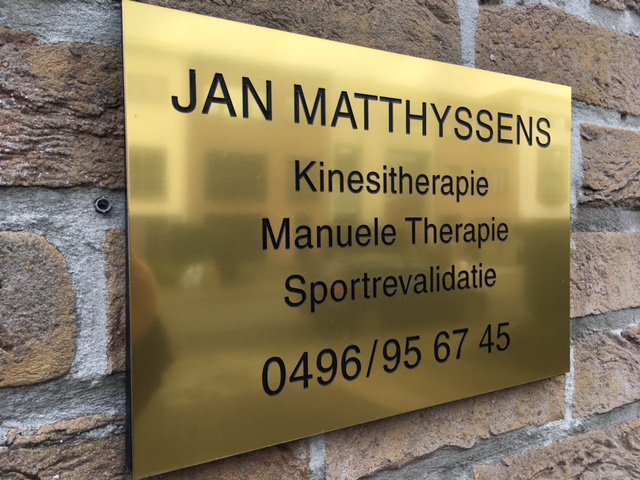 JAN MATTHYSSENS
Kinesitherapie
Manuele Therapie
Sportrevalidatie
0496/95 67 45